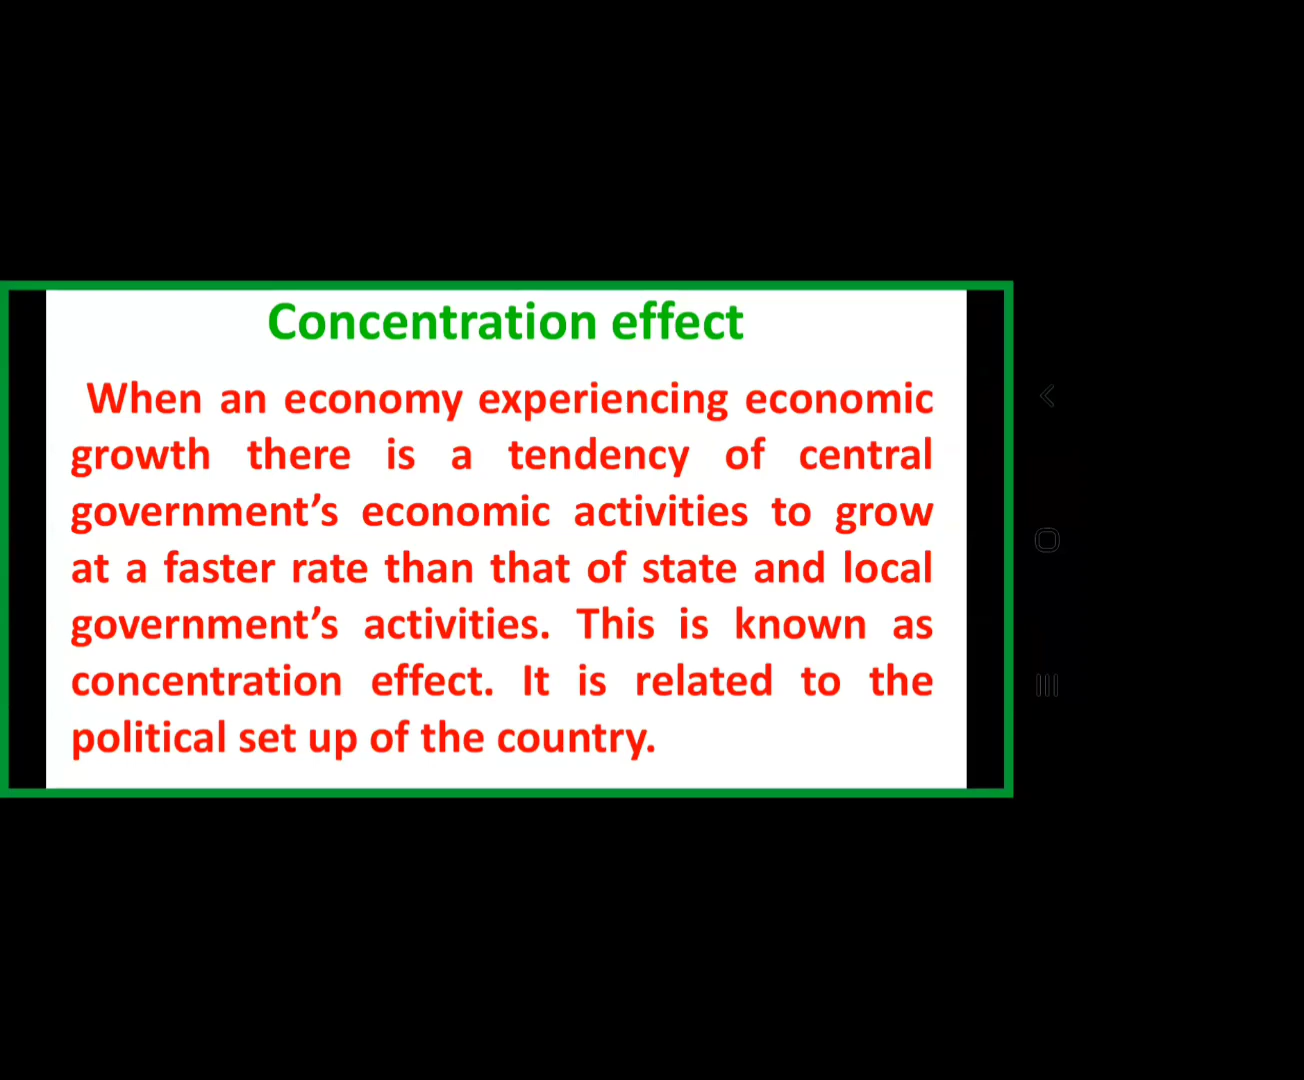 Concentration effect
When an economy experiencing economic
growth there is a tendency of central
government’s economic activities to grow
at a faster rate than that of state and local
government’s activities. This is known as
concentration effect. It is related to the
political set up of the country.